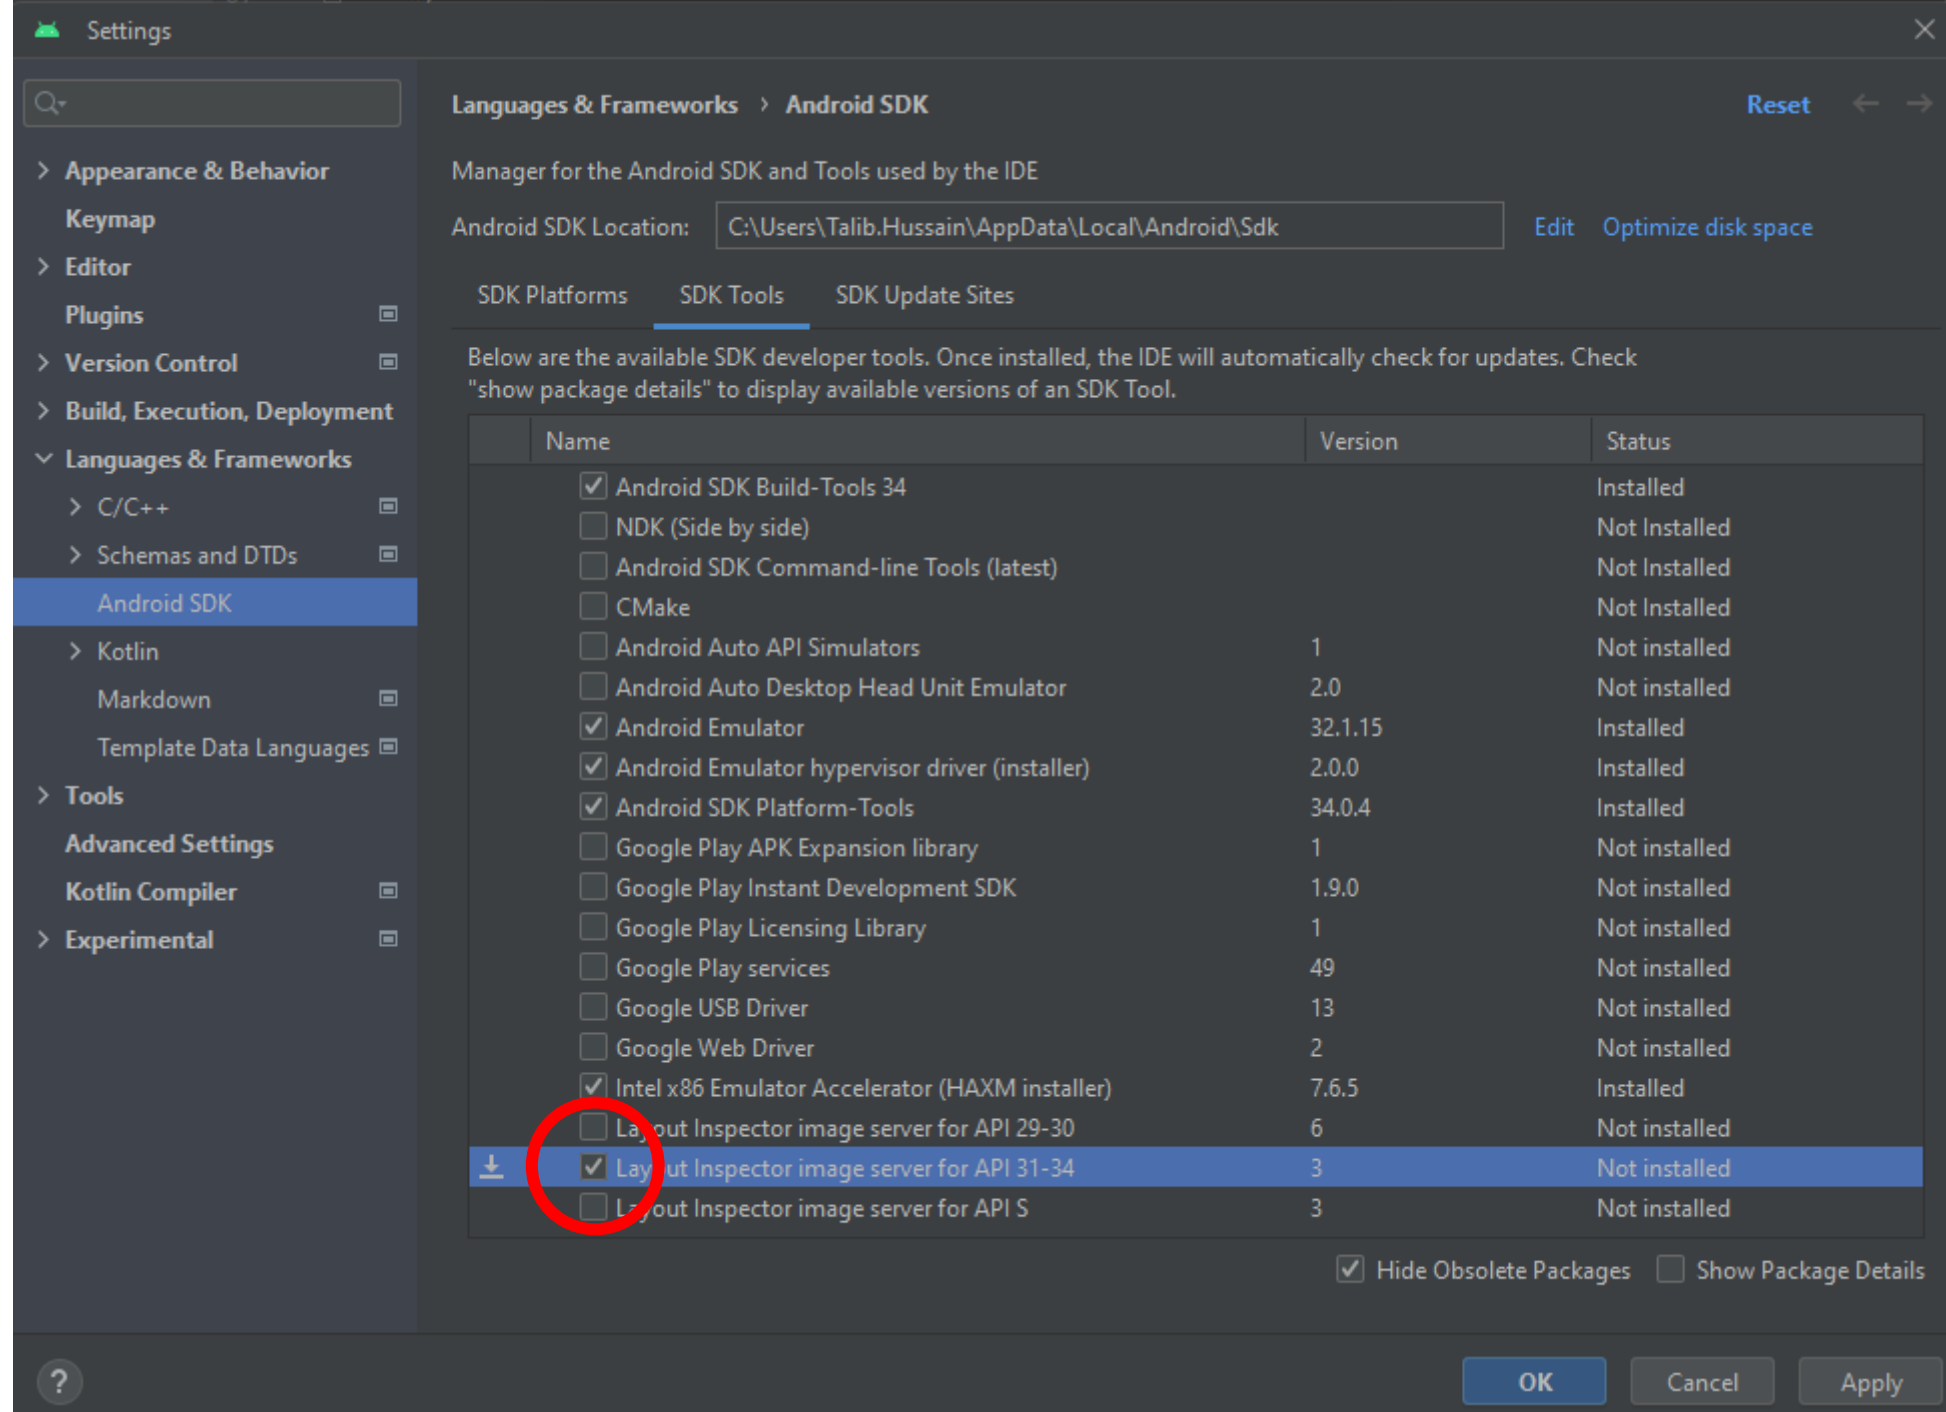 Settings
Languages & Frameworks › Android SDK
Reset
Appearance & Behavior
Keymap
Editor
Plugins
Version Control
Build, Execution, Deployment
Languages & Frameworks
C/C++
Schemas and DTDs
Android SDK
Kotlin
Markdown
Template Data Languages
Tools
Advanced Settings
Kotlin Compiler
Experimental
Manager for the Android SDK and Tools used by the IDE
Android SDK Location: C:\Users\Talib.Hussain\AppData\Local\Android\Sdk Edit Optimize disk space
SDK Platforms SDK Tools SDK Update Sites
Below are the available SDK developer tools. Once installed, the IDE will automatically check for updates. Check
"show package details" to display available versions of an SDK Tool.
Name Version Status
Android SDK Build-Tools 34 Installed
NDK (Side by side) Not Installed
Android SDK Command-line Tools (latest) Not Installed
CMake Not Installed
Android Auto API Simulators 1 Not installed
Android Auto Desktop Head Unit Emulator 2.0 Not installed
Android Emulator 32.1.15 Installed
Android Emulator hypervisor driver (installer) 2.0.0 Installed
Android SDK Platform-Tools 34.0.4 Installed
Google Play APK Expansion library 1 Not installed
Google Play Instant Development SDK 1.9.0 Not installed
Google Play Licensing Library 1 Not installed
Google Play services 49 Not installed
Google USB Driver 13 Not installed
Google Web Driver 2 Not installed
Intel x86 Emulator Accelerator (HAXM installer) 7.6.5 Installed
Layout Inspector image server for API 29-30 6 Not installed
Layout Inspector image server for API 31-34 3 Not installed
Layout Inspector image server for API S 3 Not installed
Hide Obsolete Packages Show Package Details
? OK Cancel Apply